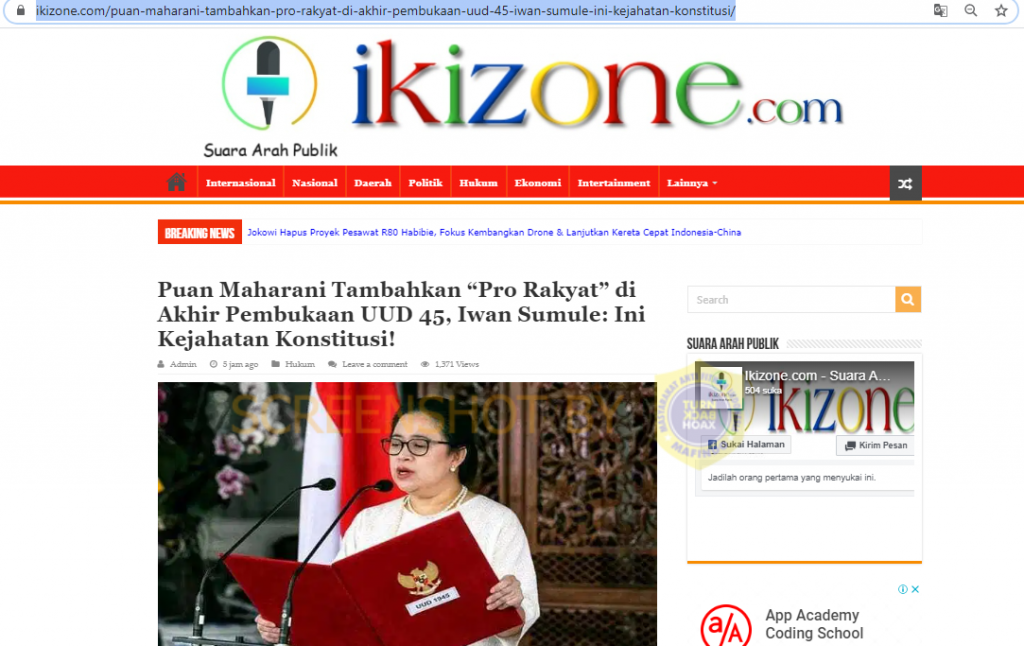 ikizone.com/puan-maharani-tambahkan-pro-rakyat-di-akhir-pembukaan-uud-45-iwan-sumule-ini-kejahatan-konstitusi/
ikizone.com
Suara Arah Publik
Internasional Nasional Daerah Politik Hukum Ekonomi Intertainment Lainnya
BREAKING NEWS Jokowi Hapus Proyek Pesawat R80 Habibie, Fokus Kembangkan Drone & Lanjutkan Kereta Cepat Indonesia-China
Puan Maharani Tambahkan “Pro Rakyat” di
Akhir Pembukaan UUD 45, Iwan Sumule: Ini
Kejahatan Konstitusi!
Admin 5 jam ago Hukum Leave a comment 1,371 Views
SCREENSHOT BY
UUD 1945
Search
SUARA ARAH PUBLIK
Ikizone.com - Suara A...
504 suka
ikizone
Sukai Halaman Kirim Pesan
Jadilah orang pertama yang menyukai ini.
MASYARAKAT ANTI
TURN
BACK
HOAX
MAFINDO
a/A App Academy
Coding School